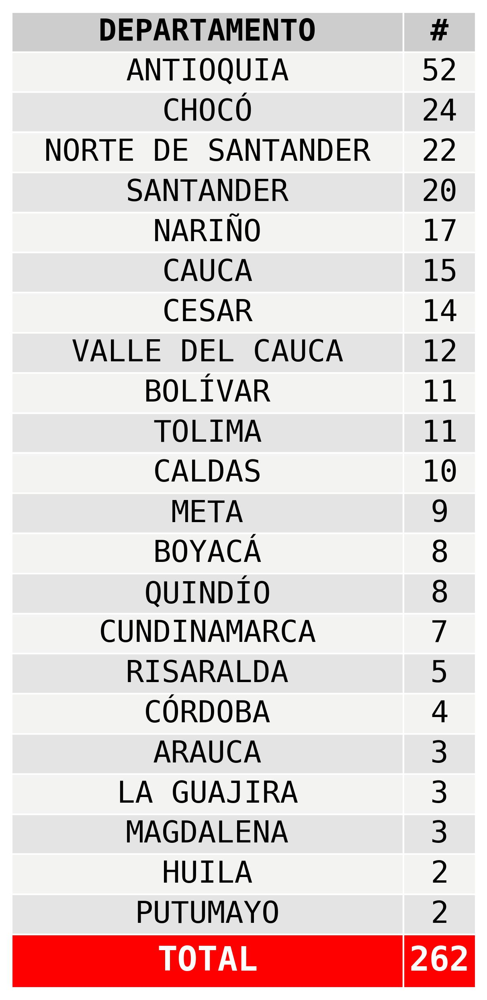 DEPARTAMENTO #
ANTIOQUIA 52
CHOCÓ 24
NORTE DE SANTANDER 22
SANTANDER 20
NARIÑO 17
CAUCA 15
CESAR 14
VALLE DEL CAUCA 12
BOLÍVAR 11
TOLIMA 11
CALDAS 10
META 9
BOYACÁ 8
QUINDÍO 8
CUNDINAMARCA 7
RISARALDA 5
CÓRDOBA 4
ARAUCA 3
LA GUAJIRA 3
MAGDALENA 3
HUILA 2
PUTUMAYO 2
TOTAL 262